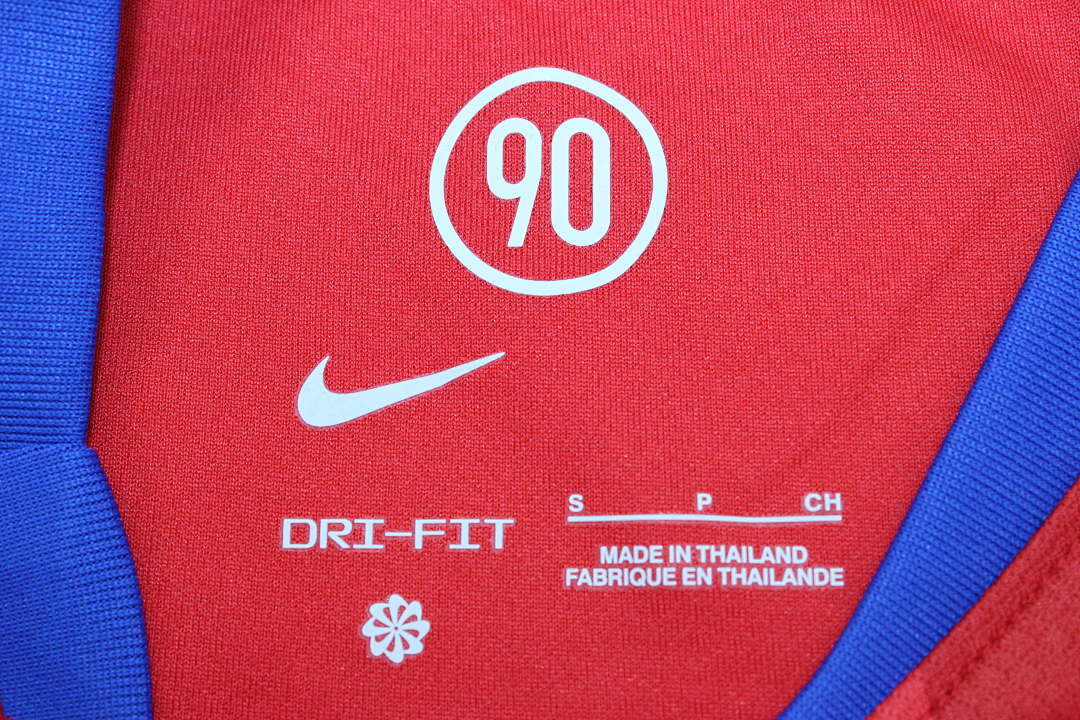 90
DRI-FIT
S P CH
MADE IN THAILAND
FABRIQUE EN THAILANDE